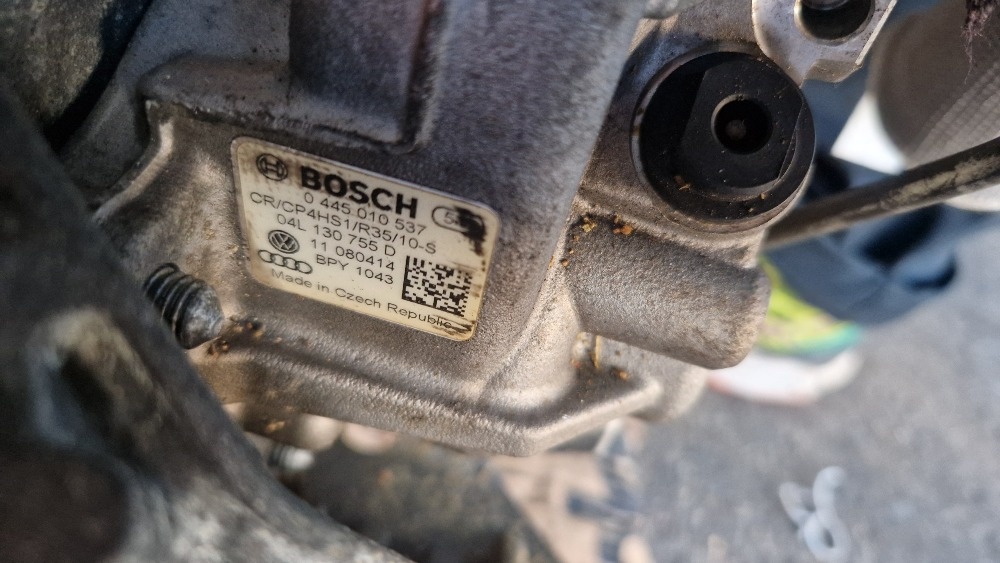 BOSCH
0 445 010 537
CR/CP4HS1/R35/10-S
04L 130 755 D
11 080414
BPY 1043
Made in Czech Republic